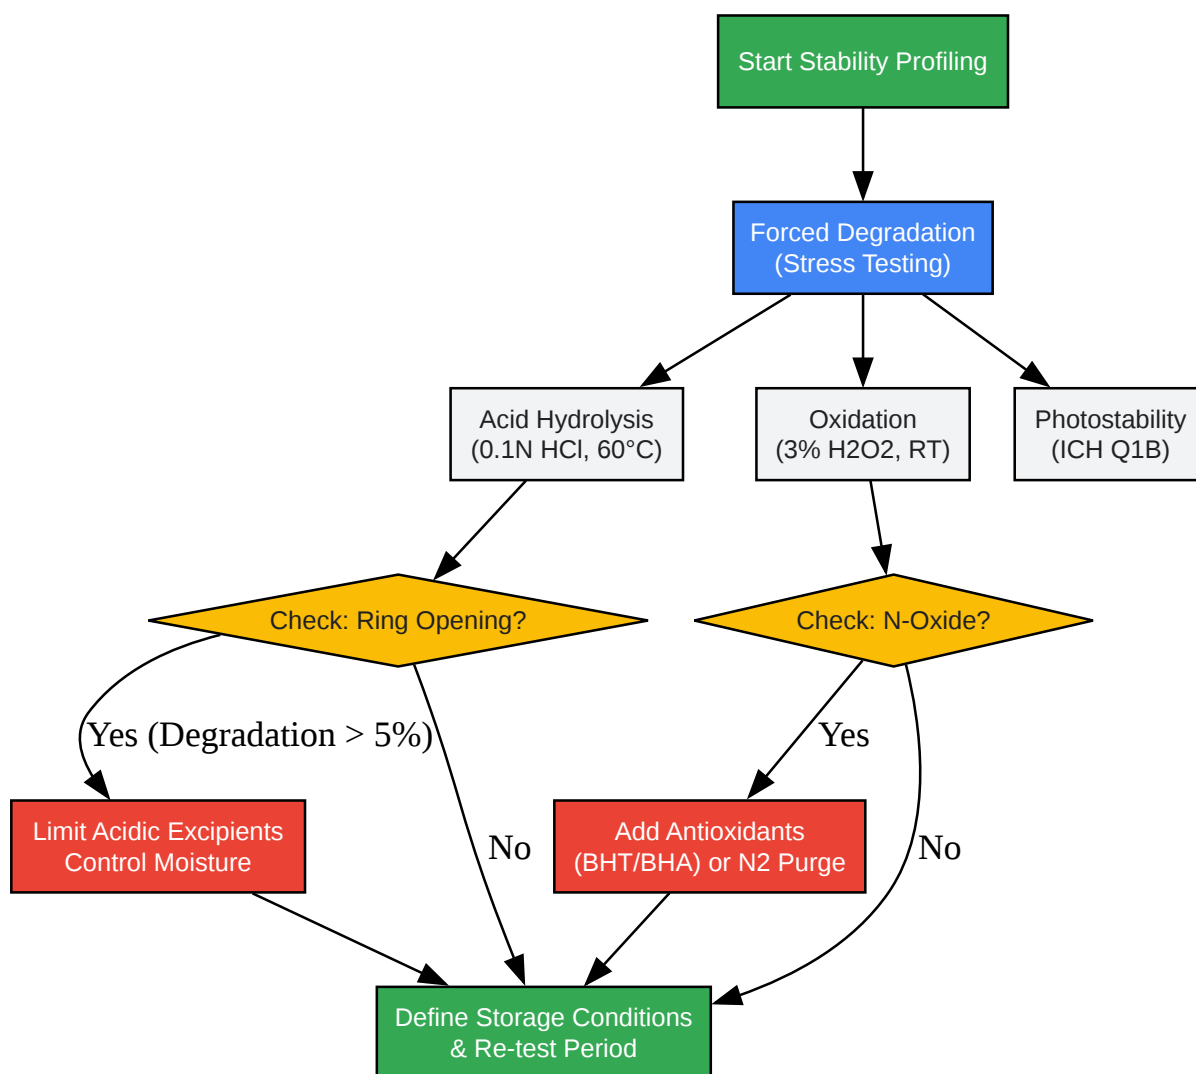 Start Stability Profiling
Forced Degradation
(Stress Testing)
Acid Hydrolysis
(0.1N HCl, 60°C)
Oxidation
(3% H2O2, RT)
Photostability
(ICH Q1B)
Check: Ring Opening?
Check: N-Oxide?
Yes (Degradation > 5%)
Yes
Limit Acidic Excipients
Control Moisture
No
Add Antioxidants
(BHT/BHA) or N2 Purge
No
Define Storage Conditions
& Re-test Period